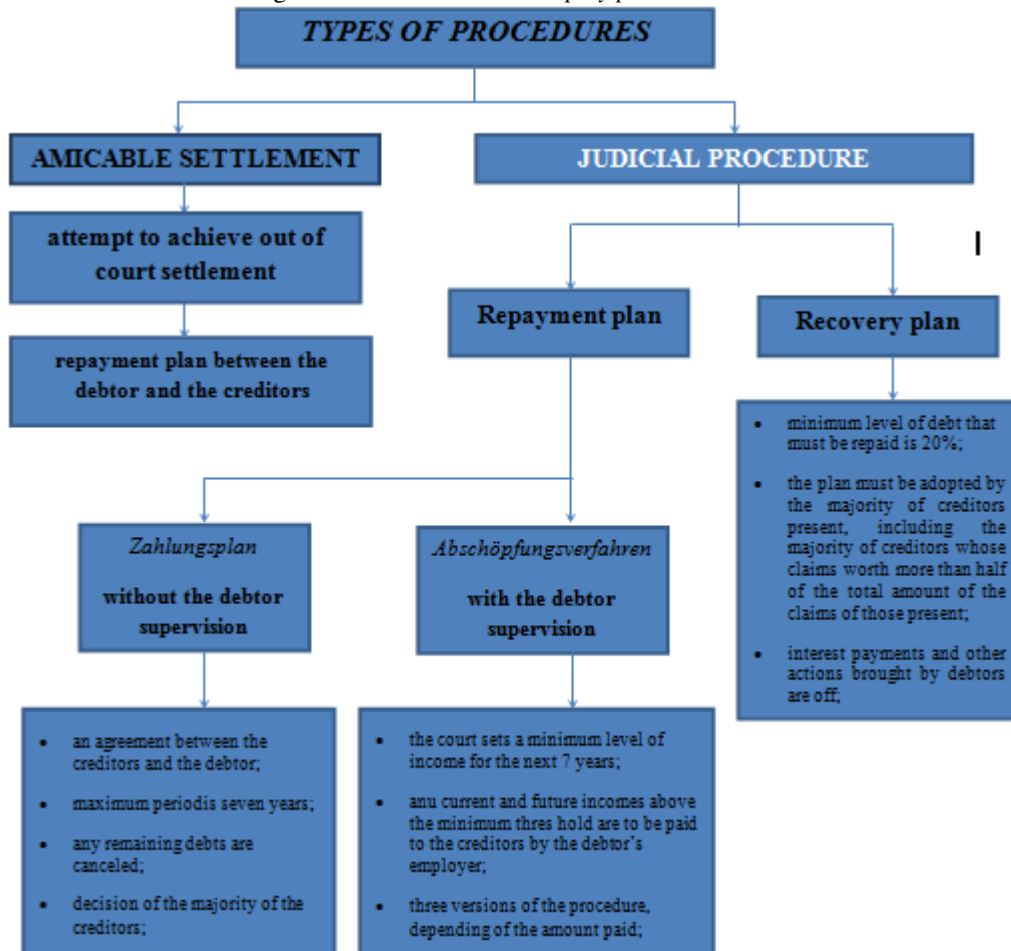 TYPES OF PROCEDURES
AMICABLE SETTLEMENT
JUDICIAL PROCEDURE
attempt to achieve out of
court settlement
repayment plan between the
debtor and the creditors
Repayment plan
Recovery plan
• minimum level of debt that
must be repaid is 20%;
• the plan must be adopted by
the majority of creditors
present, including the
majority of creditors whose
claims worth more than half
of the total amount of the
claims of those present;
• interest payments and other
actions brought by debtors
are off;
Zahlungsplan
without the debtor
supervision
Abschöpfungsverfahren
with the debtor
supervision
• an agreement between the
creditors and the debtor;
• maximum periodis seven years;
• any remaining debts are
canceled;
• decision of the majority of the
creditors;
• the court sets a minimum level of
income for the next 7 years;
• anu current and future incomes above
the minimum thres hold are to be paid
to the creditors by the debtor's
employer;
• three versions of the procedure,
depending of the amount paid;